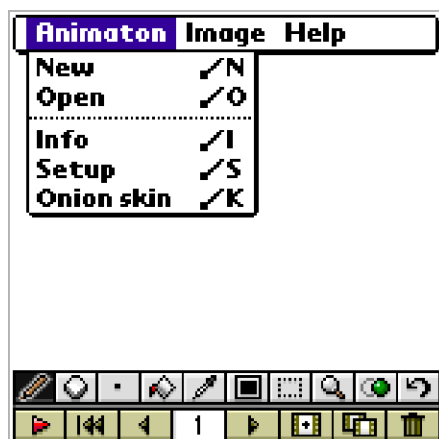 Animaton Image Help
New /N
Open /O
Info /I
Setup /S
Onion skin /K
1